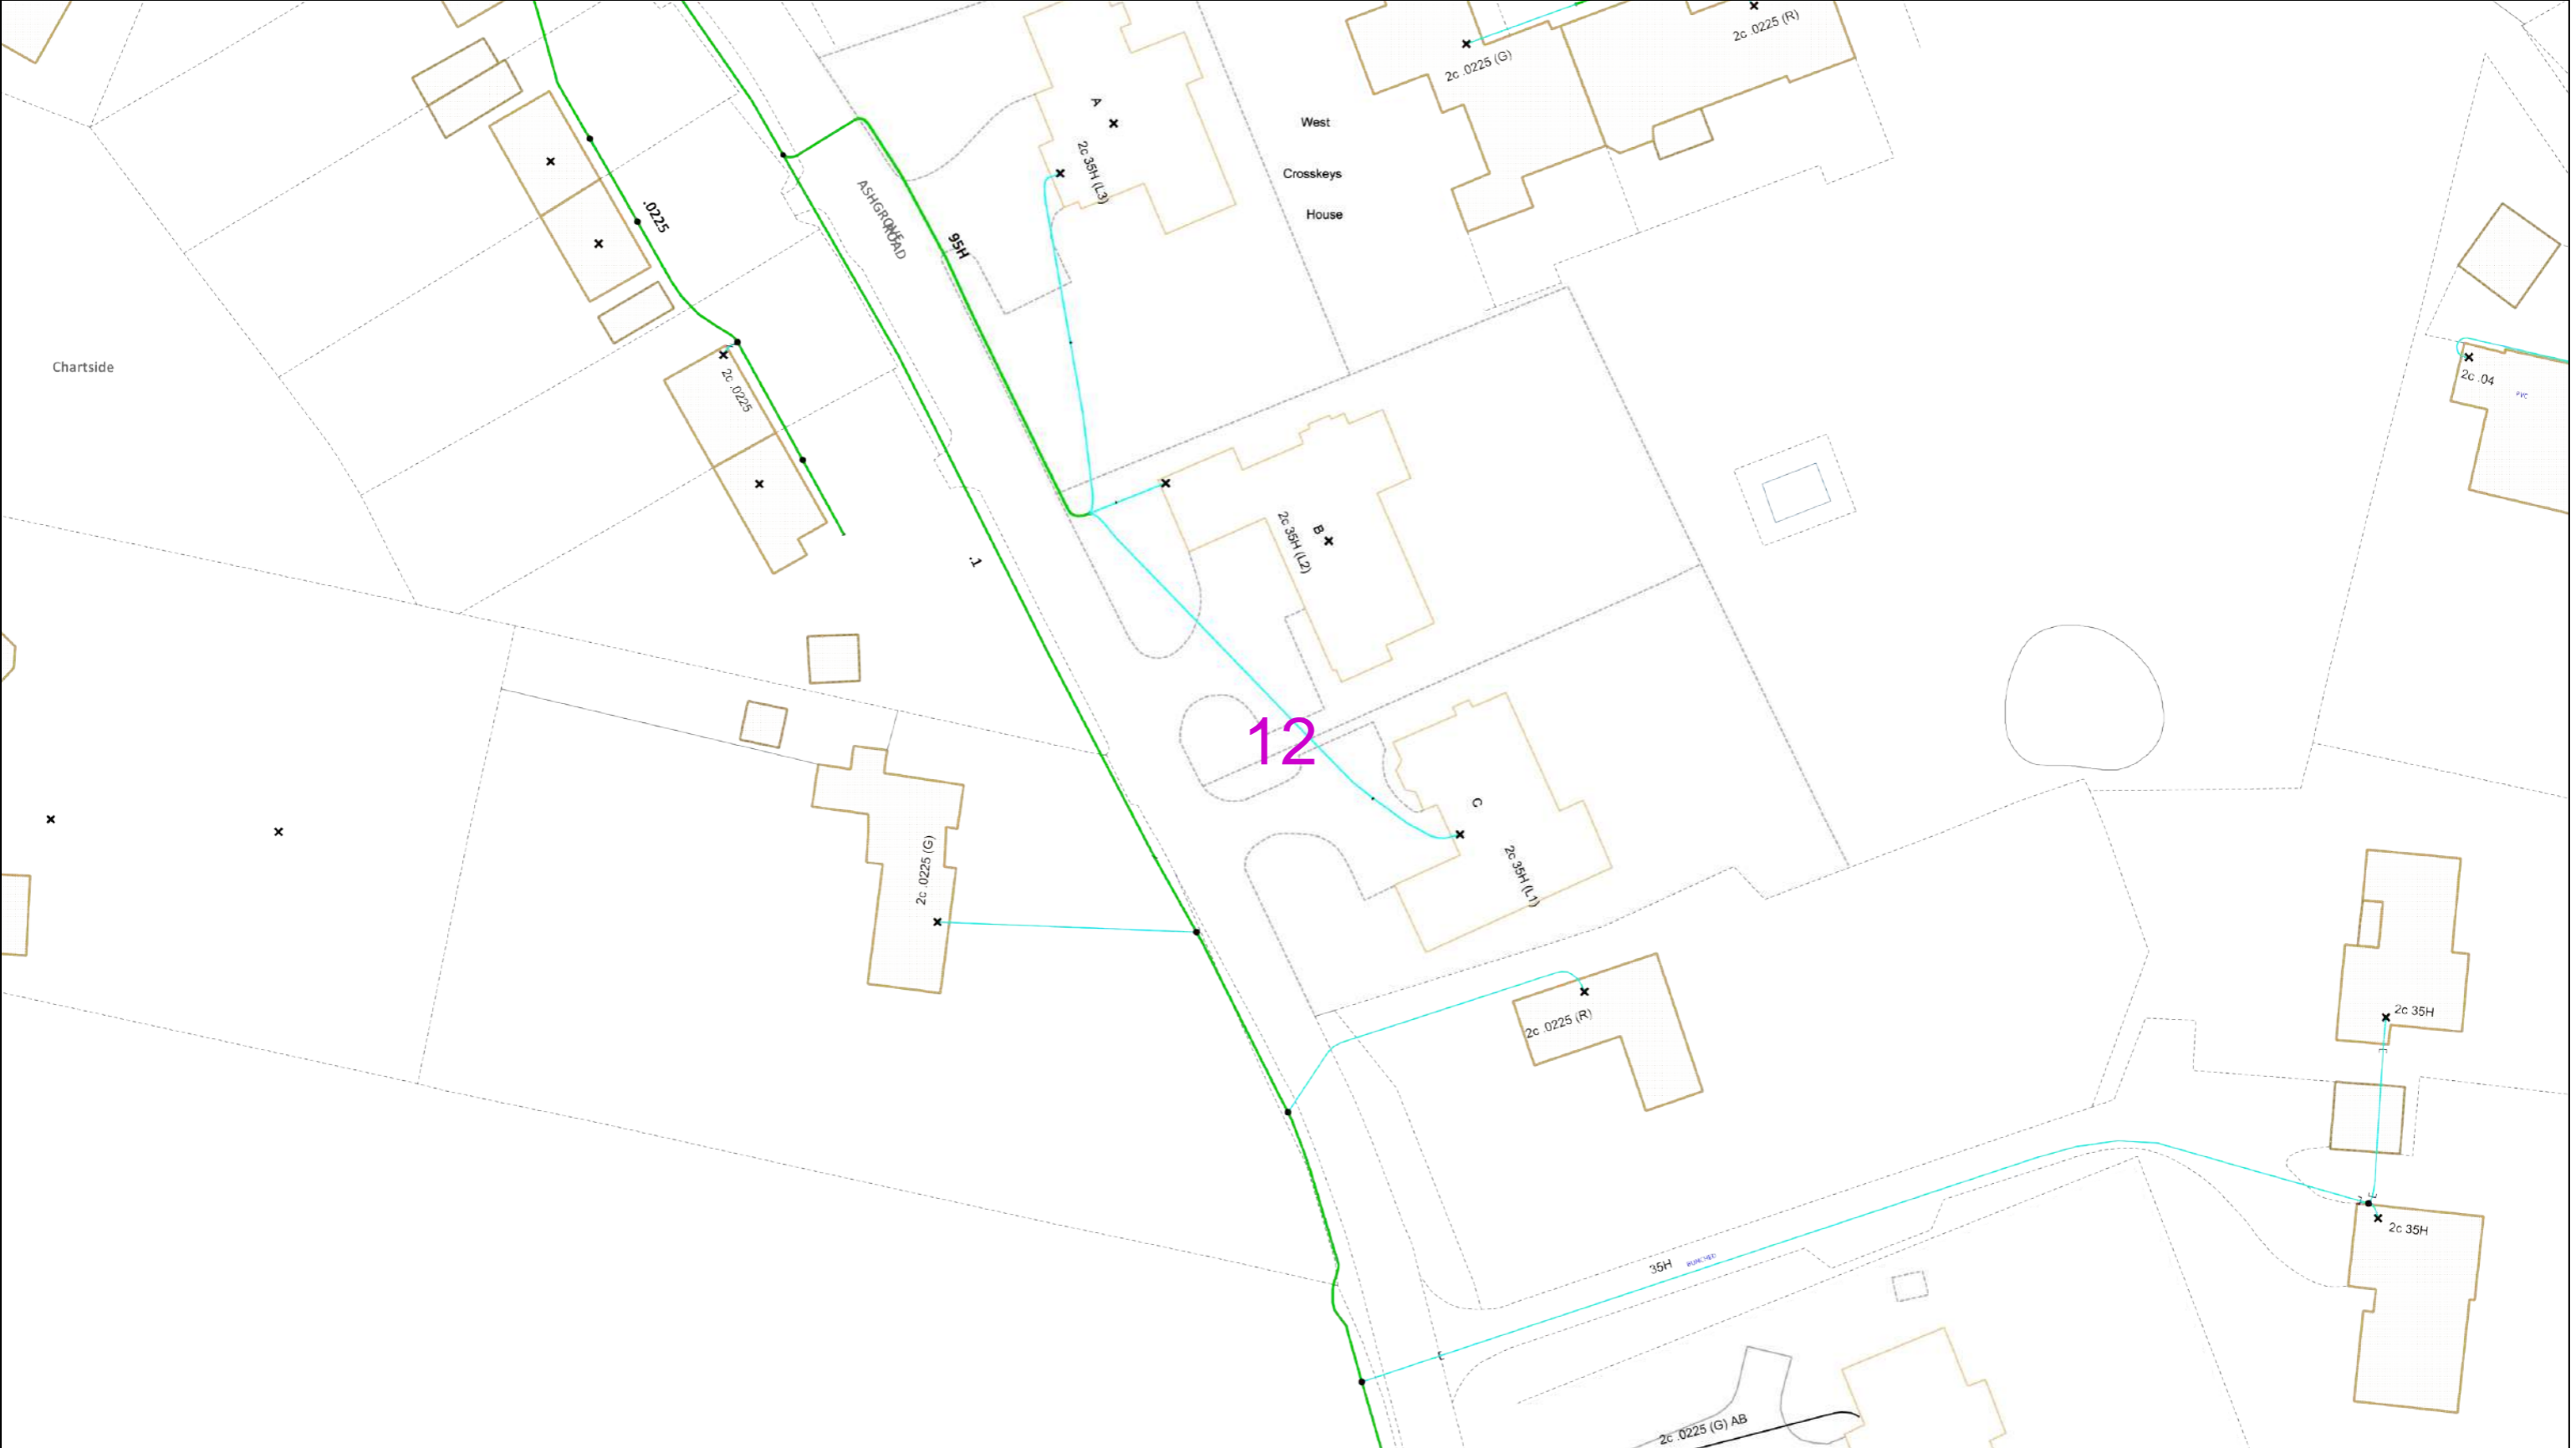 2c .0225 (R)
2c .0225 (G)
A
West
2c 35H (L3)
Crosskeys
ASHGROVE
ROAD
.0225
House
95H
Chartside
2c .0225
2c .04
PVC
B
2c 35H (L2)
.1
12
C
2c .0225 (G)
2c 35H (L1)
2c 35H
2c .0225 (R)
2c 35H
35H
2c .0225 (G) AB